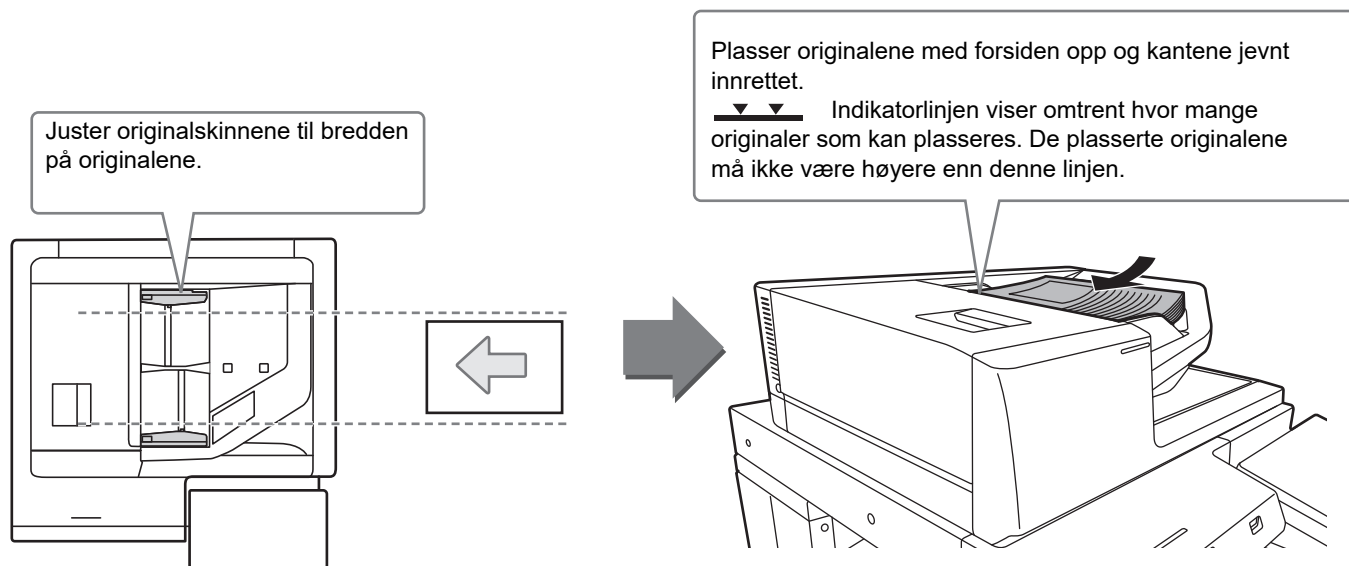 Juster originalskinnene til bredden
på originalene.
Plasser originalene med forsiden opp og kantene jevnt
innrettet.
Indikatorlinjen viser omtrent hvor mange
originaler som kan plasseres. De plasserte originalene
må ikke være høyere enn denne linjen.